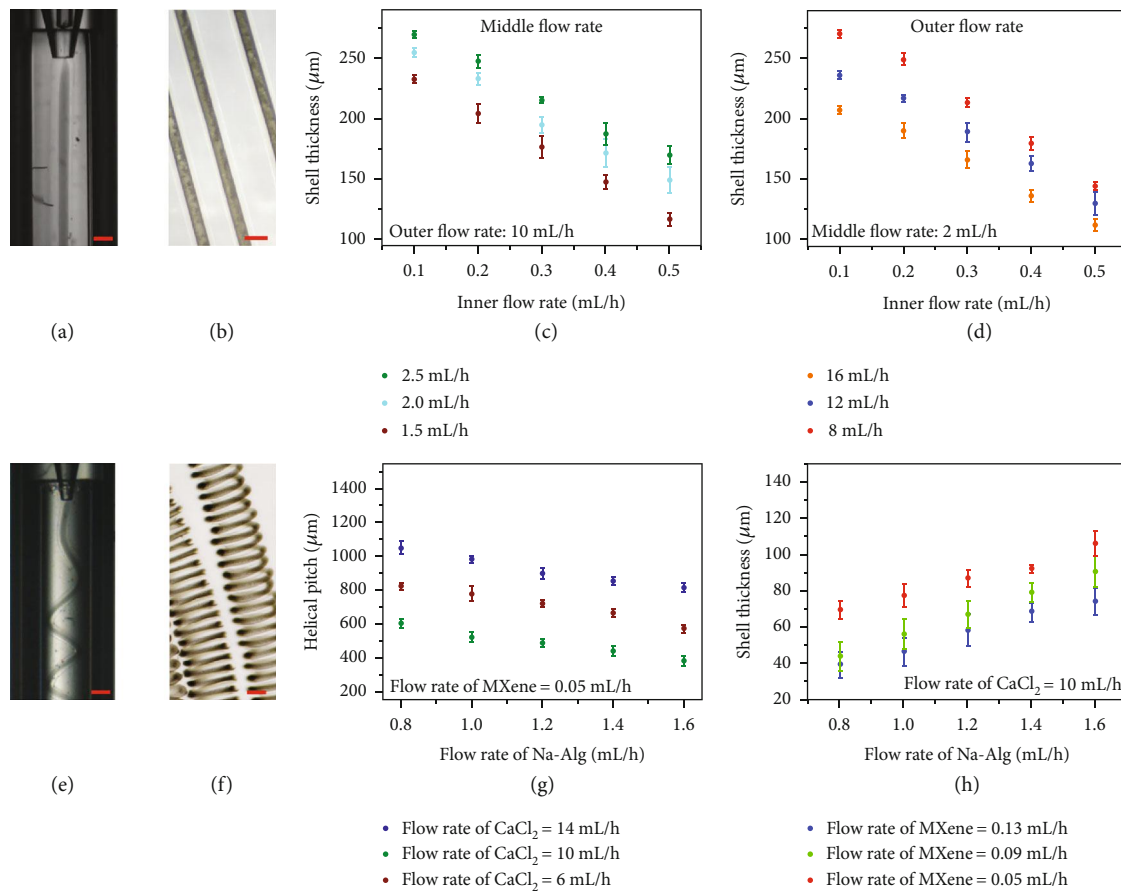 Middle flow rate
250
200
150
100
Shell thickness (μm)
Outer flow rate: 10 mL/h
0.1 0.2 0.3 0.4 0.5
Inner flow rate (mL/h)
Outer flow rate
250
200
150
100
Shell thickness (μm)
Middle flow rate: 2 mL/h
0.1 0.2 0.3 0.4 0.5
Inner flow rate (mL/h)
(a)
(b)
(c)
(d)
2.5 mL/h
2.0 mL/h
1.5 mL/h
16 mL/h
12 mL/h
8 mL/h
1400
1200
1000
800
600
400
200
Helical pitch (μm)
Flow rate of MXene = 0.05 mL/h
0.8 1.0 1.2 1.4 1.6
Flow rate of Na-Alg (mL/h)
120
100
80
60
40
20
Shell thickness (μm)
Flow rate of CaCl₂ = 10 mL/h
0.8 1.0 1.2 1.4 1.6
Flow rate of Na-Alg (mL/h)
(e)
(f)
(g)
(h)
Flow rate of CaCl₂ = 14 mL/h
Flow rate of CaCl₂ = 10 mL/h
Flow rate of CaCl₂ = 6 mL/h
Flow rate of MXene = 0.13 mL/h
Flow rate of MXene = 0.09 mL/h
Flow rate of MXene = 0.05 mL/h